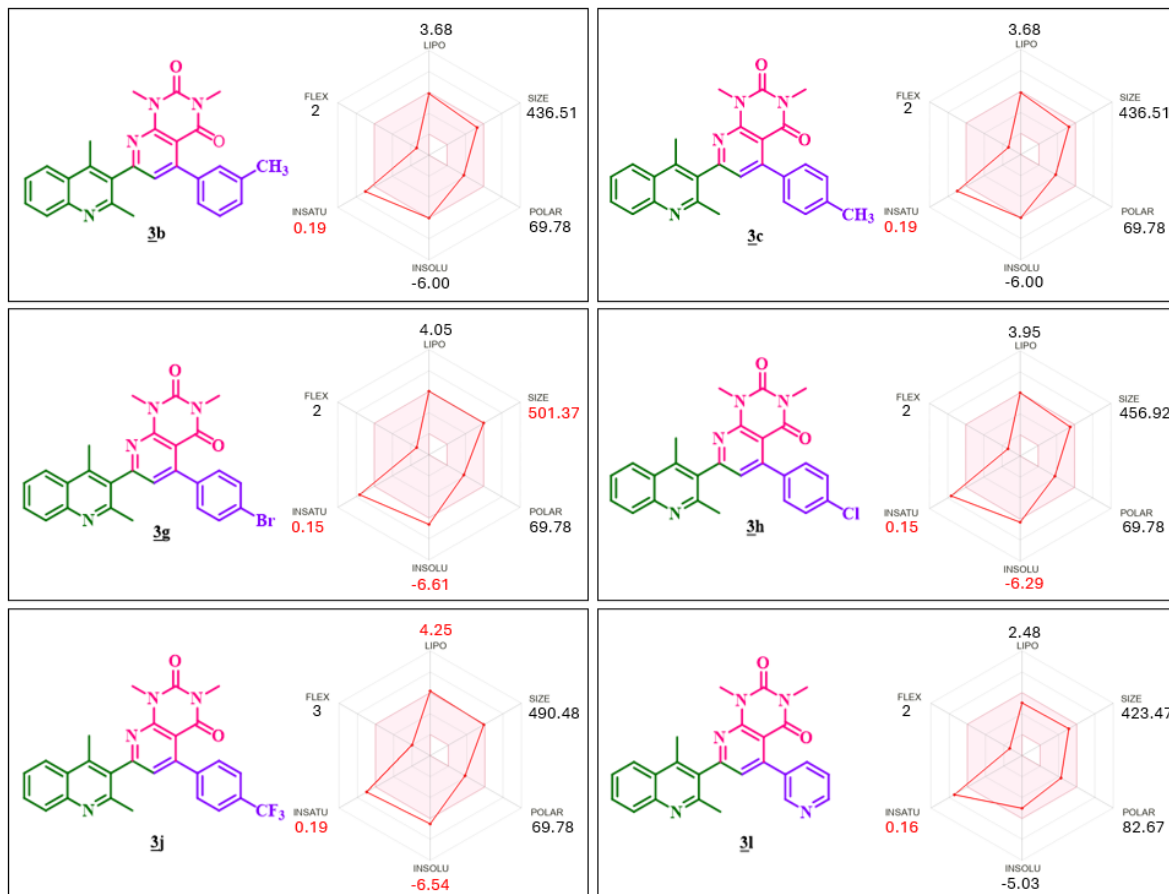 3.68
LIPO
FLEX
2
SIZE
436.51
O
N N
O
N
CH3
N
INSATU
0.19
POLAR
69.78
3b
INSOLU
-6.00
3.68
LIPO
FLEX
2
SIZE
436.51
O
N N
O
N
CH3
N
INSATU
0.19
POLAR
69.78
3c
INSOLU
-6.00
4.05
LIPO
FLEX
2
SIZE
501.37
O
N N
O
N
Br
N
INSATU
0.15
POLAR
69.78
3g
INSOLU
-6.61
3.95
LIPO
FLEX
2
SIZE
456.92
O
N N
O
N
Cl
N
INSATU
0.15
POLAR
69.78
3h
INSOLU
-6.29
4.25
LIPO
FLEX
3
SIZE
490.48
O
N N
O
N
CF3
N
INSATU
0.19
POLAR
69.78
3j
INSOLU
-6.54
2.48
LIPO
FLEX
2
SIZE
423.47
O
N N
O
N
N
N
INSATU
0.16
POLAR
82.67
3l
INSOLU
-5.03